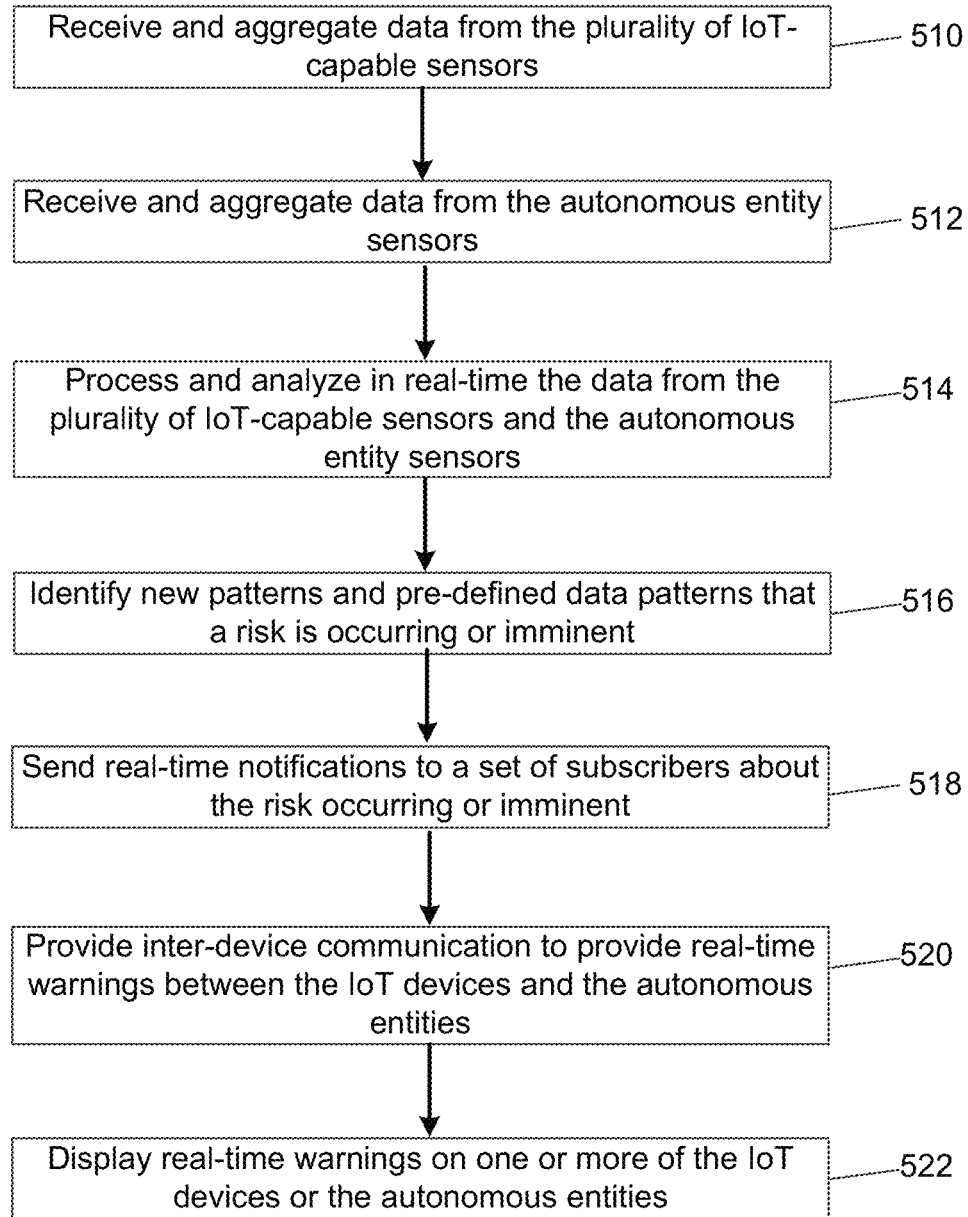 Receive and aggregate data from the plurality of IoT-
capable sensors
510
Receive and aggregate data from the autonomous entity
sensors
512
Process and analyze in real-time the data from the
plurality of IoT-capable sensors and the autonomous
entity sensors
514
Identify new patterns and pre-defined data patterns that
a risk is occurring or imminent
516
Send real-time notifications to a set of subscribers about
the risk occurring or imminent
518
Provide inter-device communication to provide real-time
warnings between the IoT devices and the autonomous
entities
520
Display real-time warnings on one or more of the IoT
devices or the autonomous entities
522